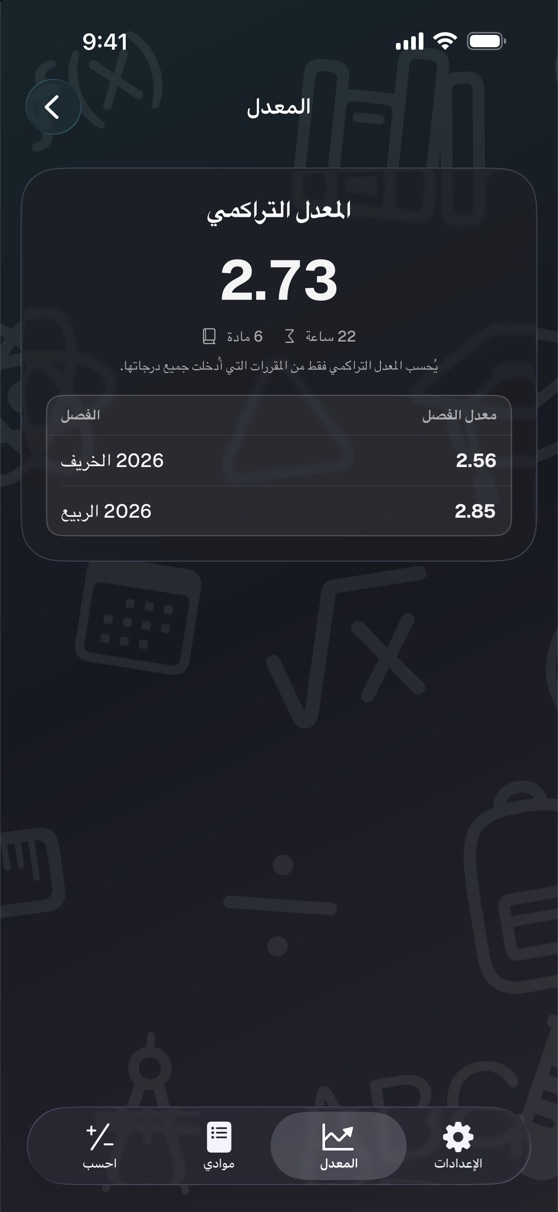 9:41
المعدل
المعدل التراكمي
2.73
22 ساعة 6 مادة
يُحسب المعدل التراكمي فقط من المقررات التي أُدخلت جميع درجاتها.
معدل الفصل الفصل
2.56 2026 الخريف
2.85 2026 الربيع
f(x)
√x
÷
ABC
الإعدادات المعدل موادي احسب